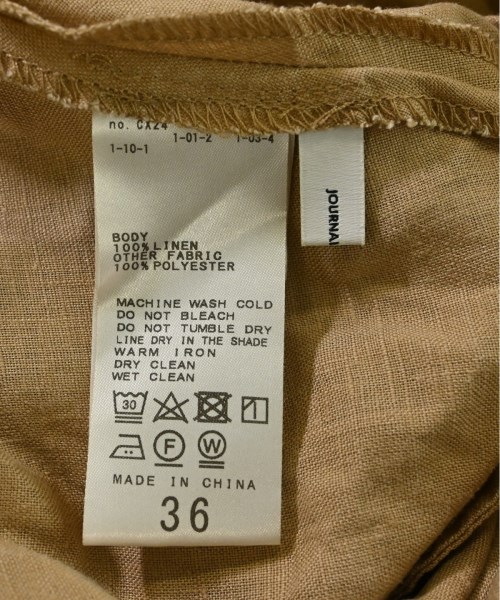 no. CX24
1-01-2 1-03-4
1-10-1
JOURNAL
BODY
100% LINEN
OTHER FABRIC
100% POLYESTER
MACHINE WASH COLD
DO NOT BLEACH
DO NOT TUMBLE DRY
LINE DRY IN THE SHADE
WARM IRON
DRY CLEAN
WET CLEAN
30
F W
MADE IN CHINA
36